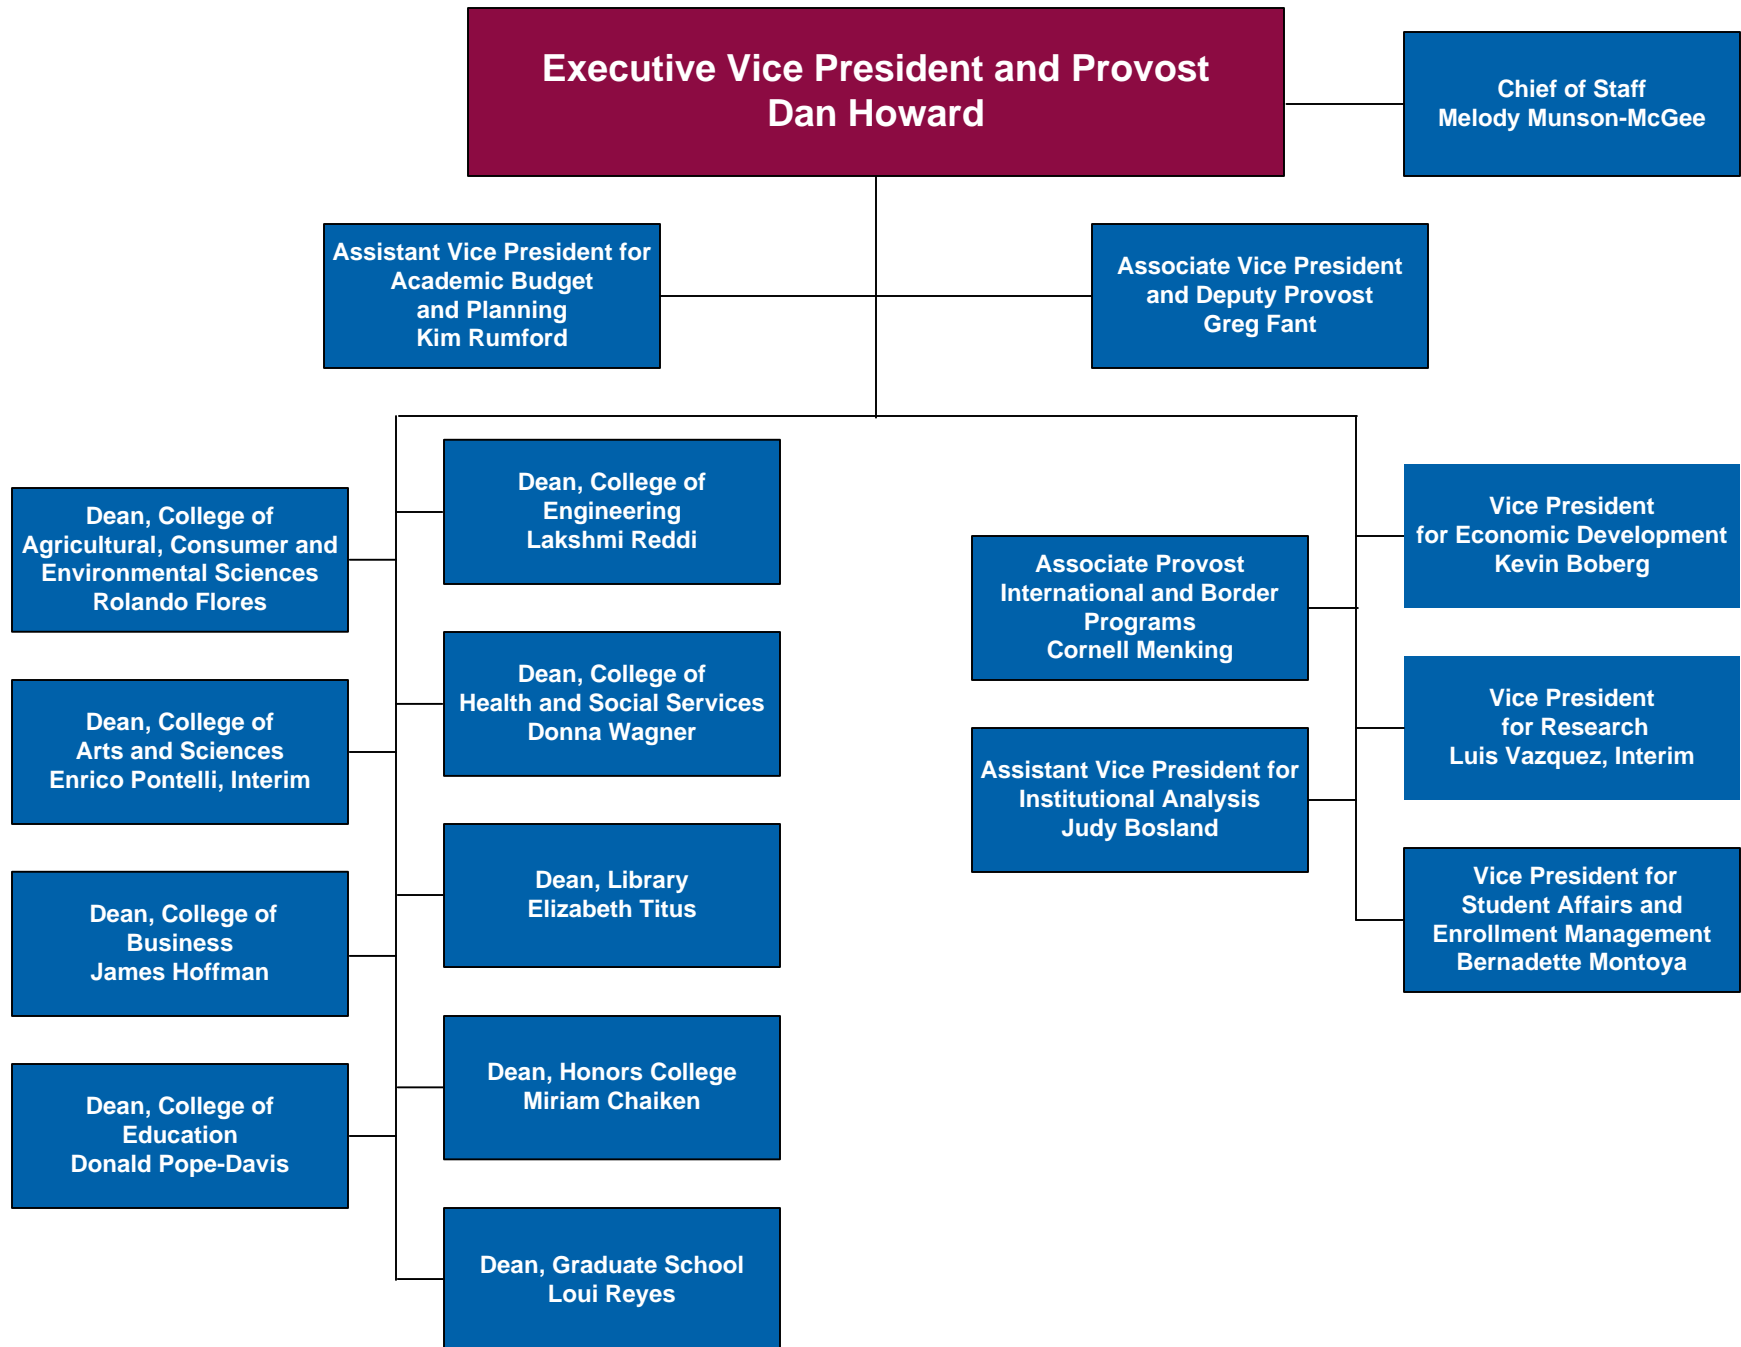 Executive Vice President and Provost
Dan Howard
Chief of Staff
Melody Munson-McGee
Assistant Vice President for
Academic Budget
and Planning
Kim Rumford
Associate Vice President
and Deputy Provost
Greg Fant
Dean, College of
Agricultural, Consumer and
Environmental Sciences
Rolando Flores
Dean, College of
Arts and Sciences
Enrico Pontelli, Interim
Dean, College of
Business
James Hoffman
Dean, College of
Education
Donald Pope-Davis
Dean, College of
Engineering
Lakshmi Reddi
Dean, College of
Health and Social Services
Donna Wagner
Dean, Library
Elizabeth Titus
Dean, Honors College
Miriam Chaiken
Dean, Graduate School
Loui Reyes
Associate Provost
International and Border
Programs
Cornell Menking
Assistant Vice President for
Institutional Analysis
Judy Bosland
Vice President
for Economic Development
Kevin Boberg
Vice President
for Research
Luis Vazquez, Interim
Vice President for
Student Affairs and
Enrollment Management
Bernadette Montoya